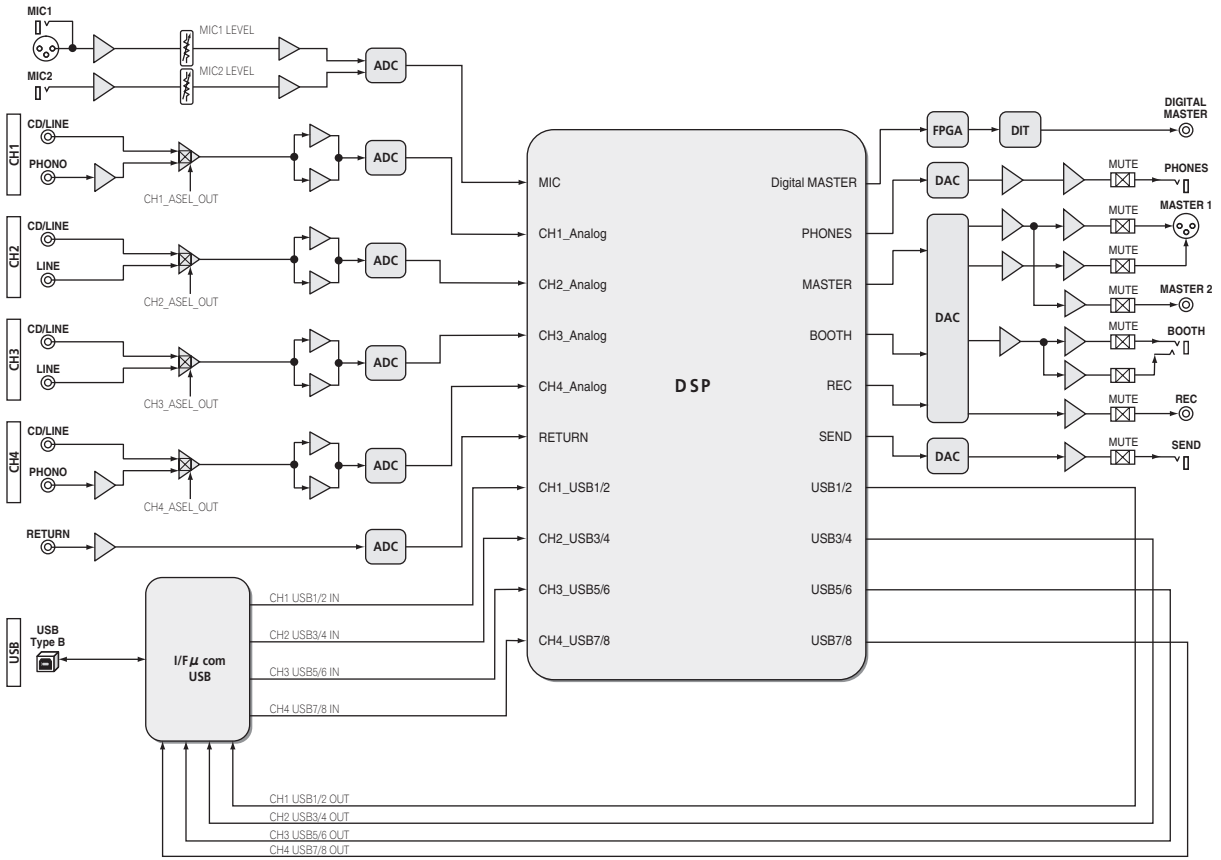 MIC1
MIC1 LEVEL
MIC2
MIC2 LEVEL
ADC
CH1
CD/LINE
PHONO
CH1_ASEL_OUT
ADC
CH2
CD/LINE
LINE
CH2_ASEL_OUT
ADC
CH3
CD/LINE
LINE
CH3_ASEL_OUT
ADC
CH4
CD/LINE
PHONO
CH4_ASEL_OUT
ADC
RETURN
ADC
USB
USB
Type B
I/F μ com
USB
CH1 USB1/2 IN
CH2 USB3/4 IN
CH3 USB5/6 IN
CH4 USB7/8 IN
CH1 USB1/2 OUT
CH2 USB3/4 OUT
CH3 USB5/6 OUT
CH4 USB7/8 OUT
DSP
MIC
CH1_Analog
CH2_Analog
CH3_Analog
CH4_Analog
RETURN
CH1_USB1/2
CH2_USB3/4
CH3_USB5/6
CH4_USB7/8
Digital MASTER
PHONES
MASTER
BOOTH
REC
SEND
USB1/2
USB3/4
USB5/6
USB7/8
FPGA
DIT
DIGITAL
MASTER
DAC
MUTE
PHONES
DAC
MUTE
MASTER 1
MUTE
MUTE
MASTER 2
MUTE
BOOTH
MUTE
REC
DAC
MUTE
SEND